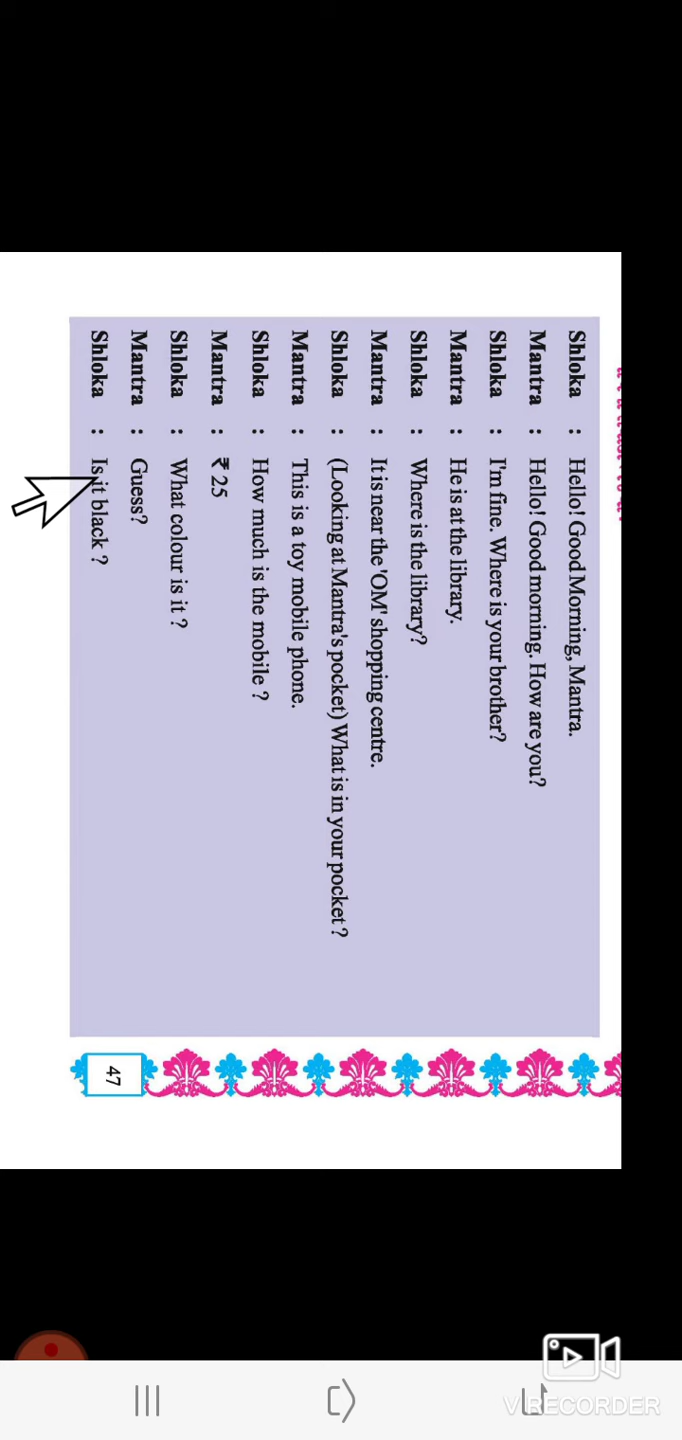 Shloka : Hello! Good Morning, Mantra.
Mantra : Hello! Good morning. How are you?
Shloka : I'm fine. Where is your brother?
Mantra : He is at the library.
Shloka : Where is the library?
Mantra : It is near the 'OM' shopping centre.
Shloka : (Looking at Mantra's pocket) What is in your pocket ?
Mantra : This is a toy mobile phone.
Shloka : How much is the mobile ?
Mantra : ₹ 25
Shloka : What colour is it ?
Mantra : Guess?
Shloka : Is it black ?
47
V RECORDER